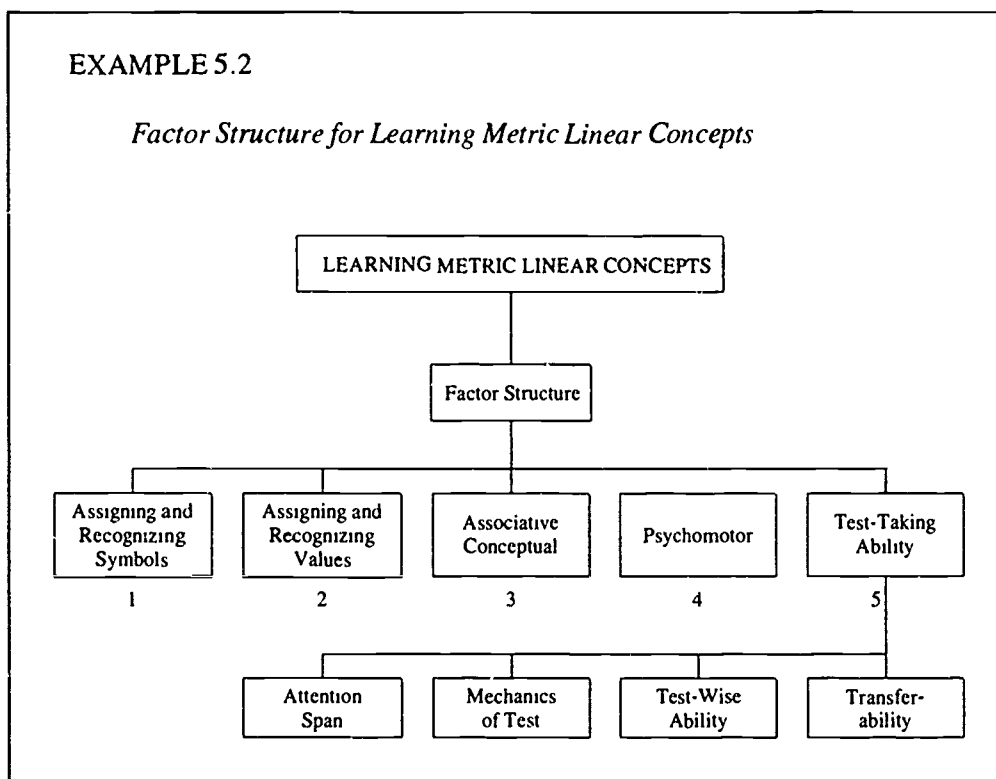 EXAMPLE 5.2
Factor Structure for Learning Metric Linear Concepts
LEARNING METRIC LINEAR CONCEPTS
Factor Structure
Assigning and
Recognizing
Symbols
1
Assigning and
Recognizing
Values
2
Associative
Conceptual
3
Psychomotor
4
Test-Taking
Ability
5
Attention
Span
Mechanics
of Test
Test-Wise
Ability
Transfer-
ability